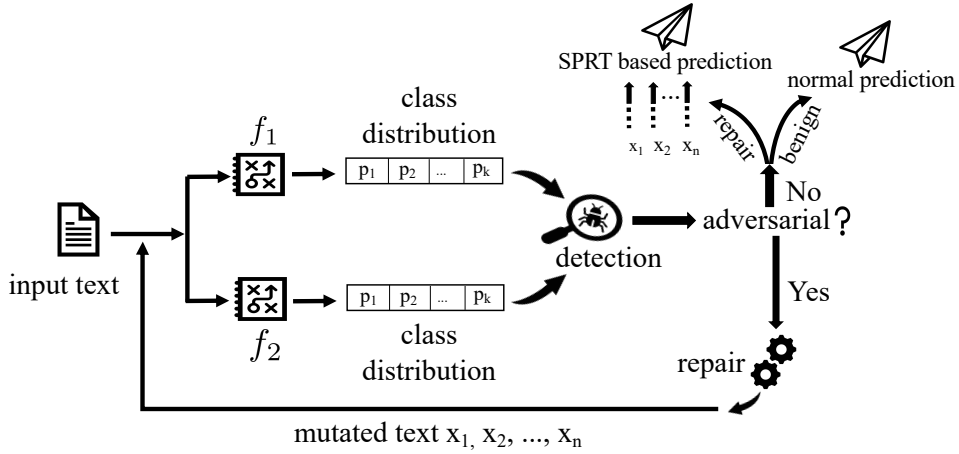 SPRT based prediction
normal prediction
...
x₁ x₂ xₙ
repair
benign
class
distribution
f₁
p₁ p₂ ... pₖ
No
adversarial?
detection
input text
p₁ p₂ ... pₖ
Yes
f₂
class
distribution
repair
mutated text x₁, x₂, ..., xₙ